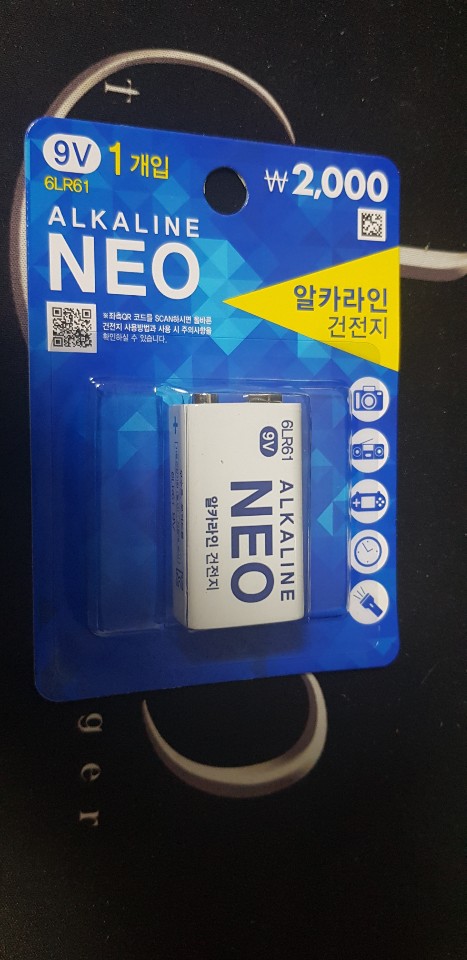 9V 1개입
6LR61
₩2,000
ALKALINE
NEO
※좌측QR 코드를 SCAN하시면 올바른
건전지 사용방법과 사용 시 주의사항을
확인하실 수 있습니다.
알카라인
건전지
6LR61
9V
ALKALINE
NEO
알카라인 건전지
f
ger